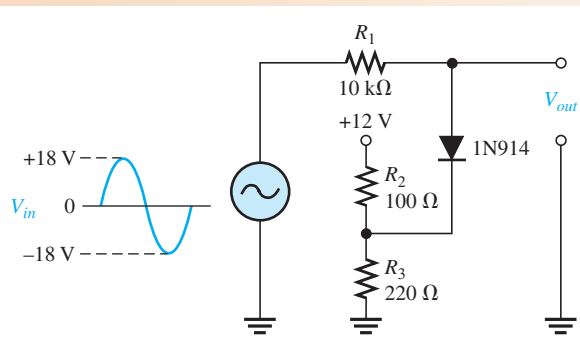 R1
10 kΩ
+12 V
Vout
1N914
+18 V
R2
100 Ω
Vin 0
−18 V
R3
220 Ω